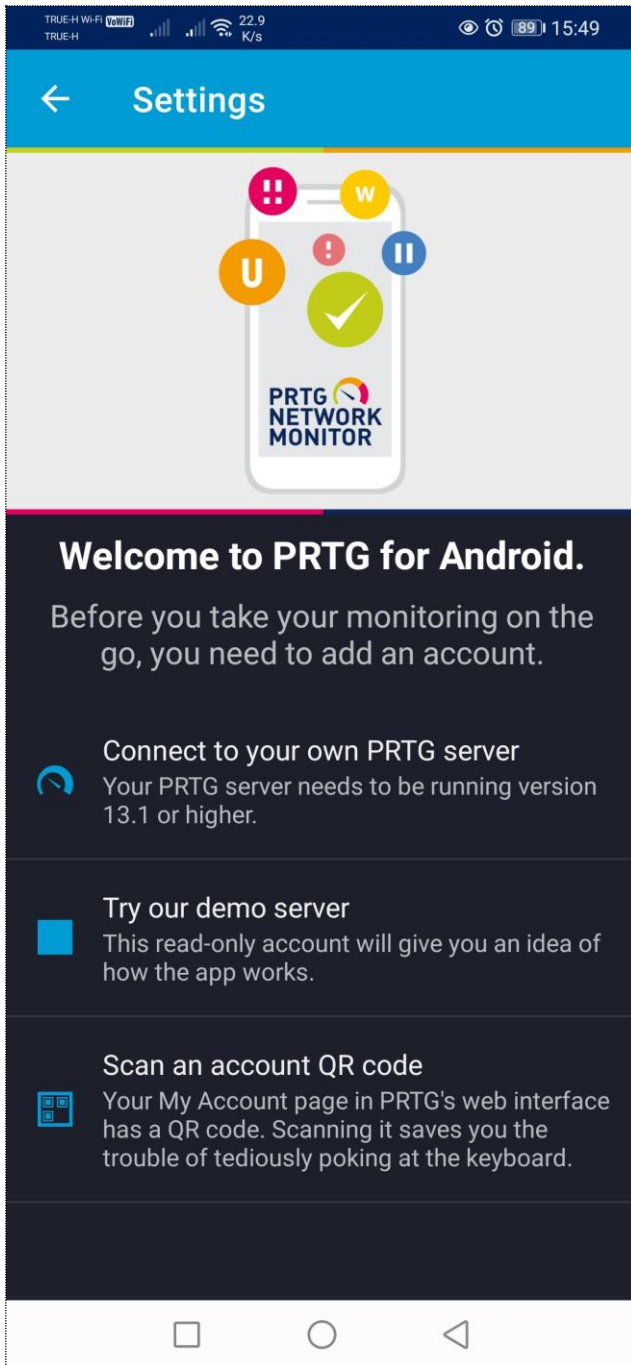 TRUE-H Wi-Fi VoWiFi 22.9 K/s 89 15:49
TRUE-H
Settings
!! W
U ! II
PRTG
NETWORK
MONITOR
Welcome to PRTG for Android.
Before you take your monitoring on the
go, you need to add an account.
Connect to your own PRTG server
Your PRTG server needs to be running version
13.1 or higher.
Try our demo server
This read-only account will give you an idea of
how the app works.
Scan an account QR code
Your My Account page in PRTG's web interface
has a QR code. Scanning it saves you the
trouble of tediously poking at the keyboard.